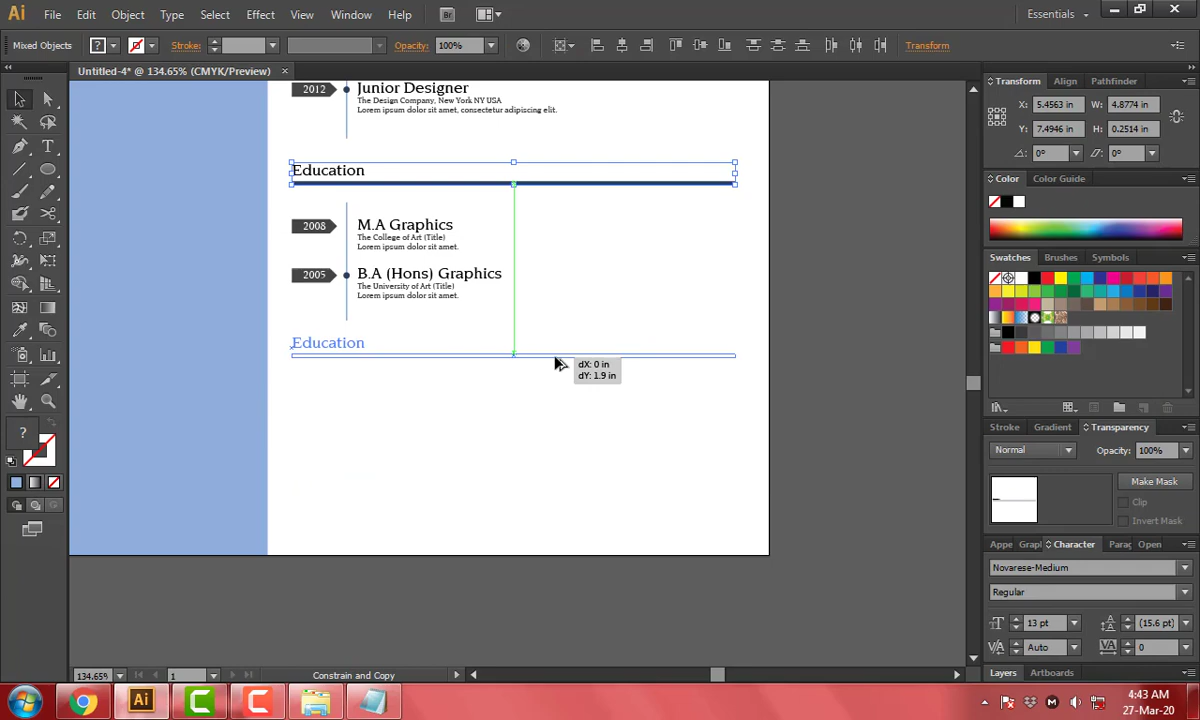 Ai File Edit Object Type Select Effect View Window Help Br Essentials
Mixed Objects ? Stroke: Opacity: 100% Transform
Untitled-4* @ 134.65% (CMYK/Preview)
2012 Junior Designer
The Design Company, New York NY USA
Lorem ipsum dolor sit amet, consectetur adipiscing elit.
Education
2008 M.A Graphics
The College of Art (Title)
Lorem ipsum dolor sit amet.
2005 B.A (Hons) Graphics
The University of Art (Title)
Lorem ipsum dolor sit amet.
Education
dX: 0 in
dY: 1.9 in
?
Transform Align Pathfinder
X: 5.4563 in W: 4.8774 in
Y: 7.4946 in H: 0.2514 in
0° 0°
Color Color Guide
Swatches Brushes Symbols
Stroke Gradient Transparency
Normal Opacity: 100%
Make Mask
Clip
Invert Mask
Appe Grap Character Para Open
Novarese-Medium
Regular
13 pt (15.6 pt)
Auto 0
Layers Artboards
134.65% 1 Constrain and Copy
Ai 4:43 AM
27-Mar-20